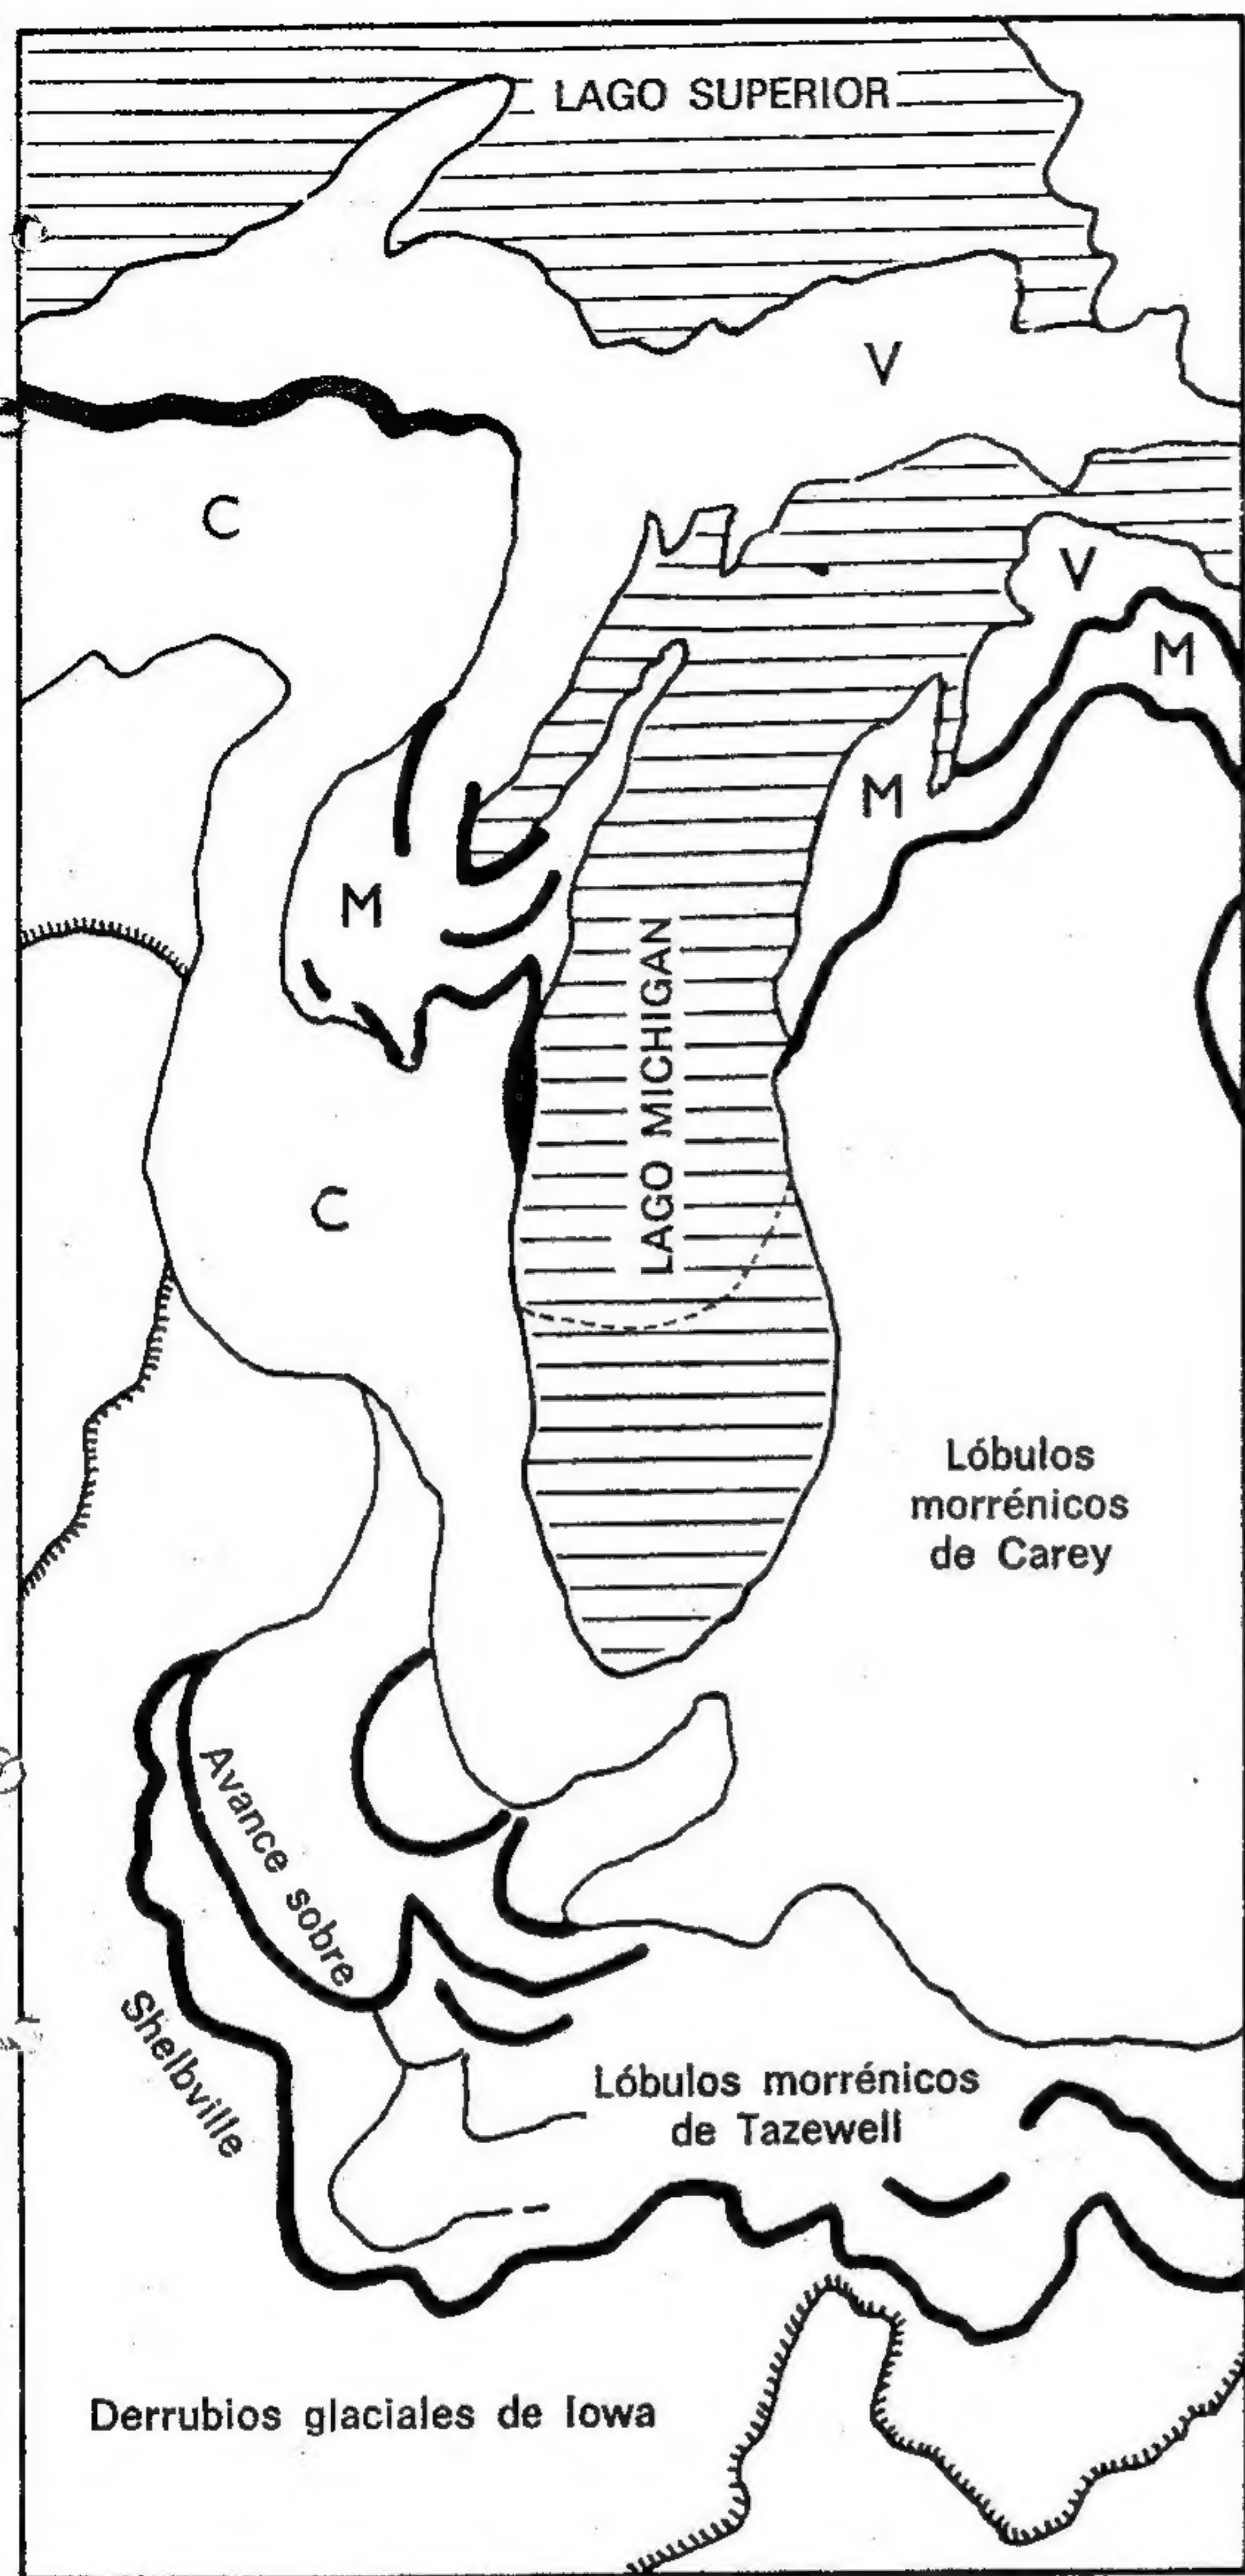 LAGO SUPERIOR
V
C
V
M
M
M
LAGO MICHIGAN
C
Lóbulos
morrénicos
de Carey
Avance sobre
Shelbville
Lóbulos morrénicos
de Tazewell
Derrubios glaciales de Iowa